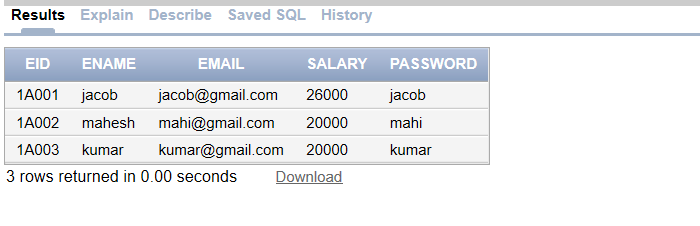 Results Explain Describe Saved SQL History
EID ENAME EMAIL SALARY PASSWORD
1A001 jacob jacob@gmail.com 26000 jacob
1A002 mahesh mahi@gmail.com 20000 mahi
1A003 kumar kumar@gmail.com 20000 kumar
3 rows returned in 0.00 seconds Download